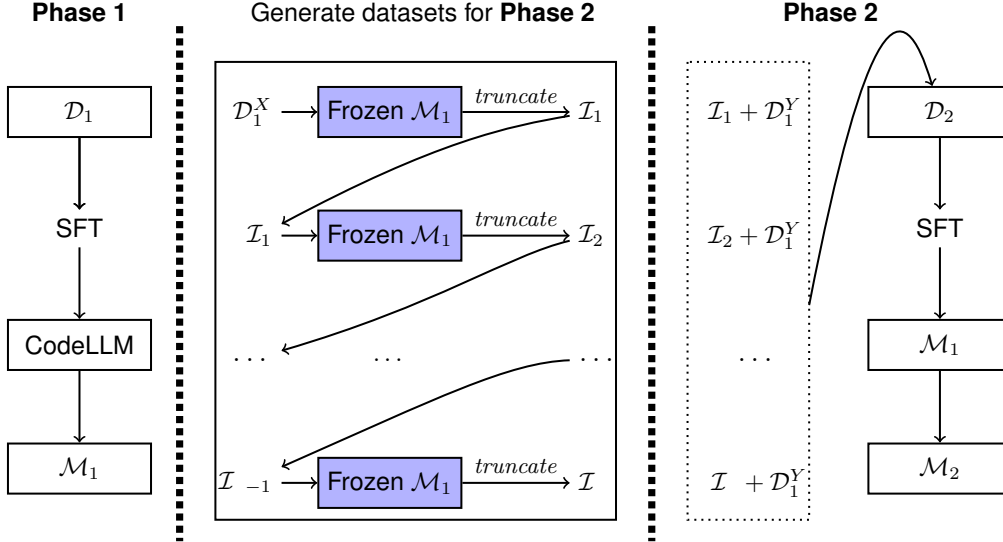 Phase 1
Generate datasets for Phase 2
Phase 2
𝒟₁
SFT
CodeLLM
ℳ₁
𝒟₁ˣ Frozen ℳ₁ truncate ℐ₁
ℐ₁ Frozen ℳ₁ truncate ℐ₂
... ... ...
ℐ ₋₁ Frozen ℳ₁ truncate ℐ
ℐ₁ + 𝒟₁ʸ
ℐ₂ + 𝒟₁ʸ
...
ℐ + 𝒟₁ʸ
𝒟₂
SFT
ℳ₁
ℳ₂